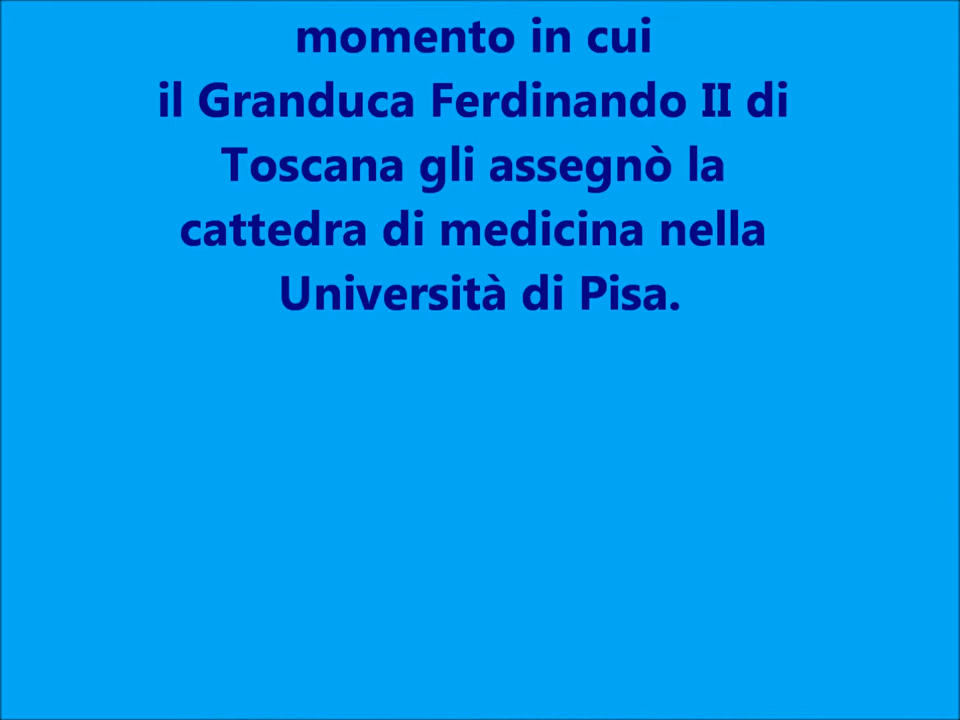 momento in cui
il Granduca Ferdinando II di
Toscana gli assegnò la
cattedra di medicina nella
Università di Pisa.